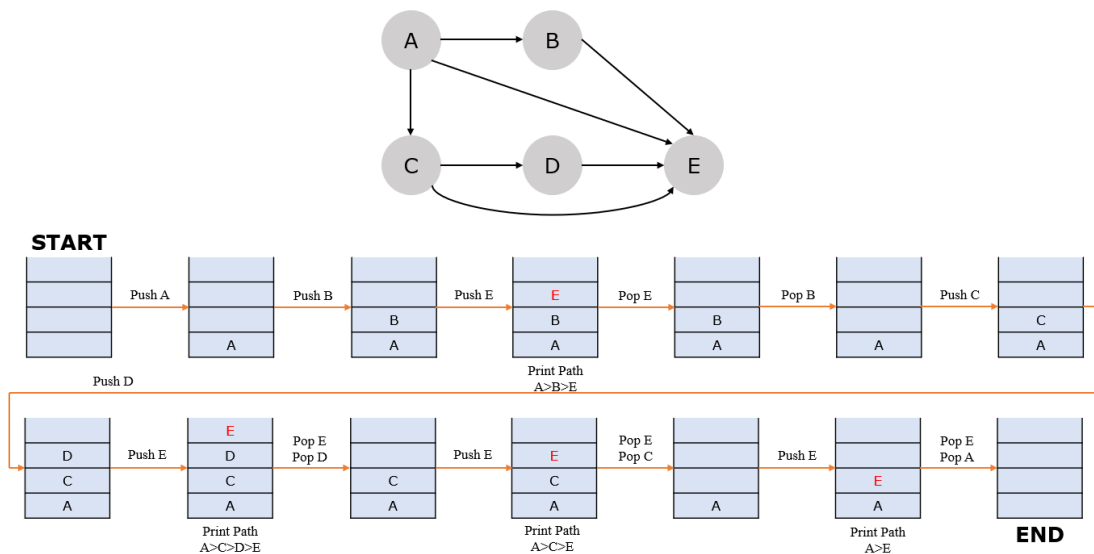 A
B
C
D
E
START
Push A
Push B
Push E
Pop E
Pop B
Push C
A
B
A
E
B
A
B
A
A
C
A
Print Path
A>B>E
Push D
D
C
A
Push E
E
D
C
A
Pop E
Pop D
C
A
Push E
E
C
A
Pop E
Pop C
A
Push E
E
A
Pop E
Pop A
Print Path
A>C>D>E
Print Path
A>C>E
Print Path
A>E
END